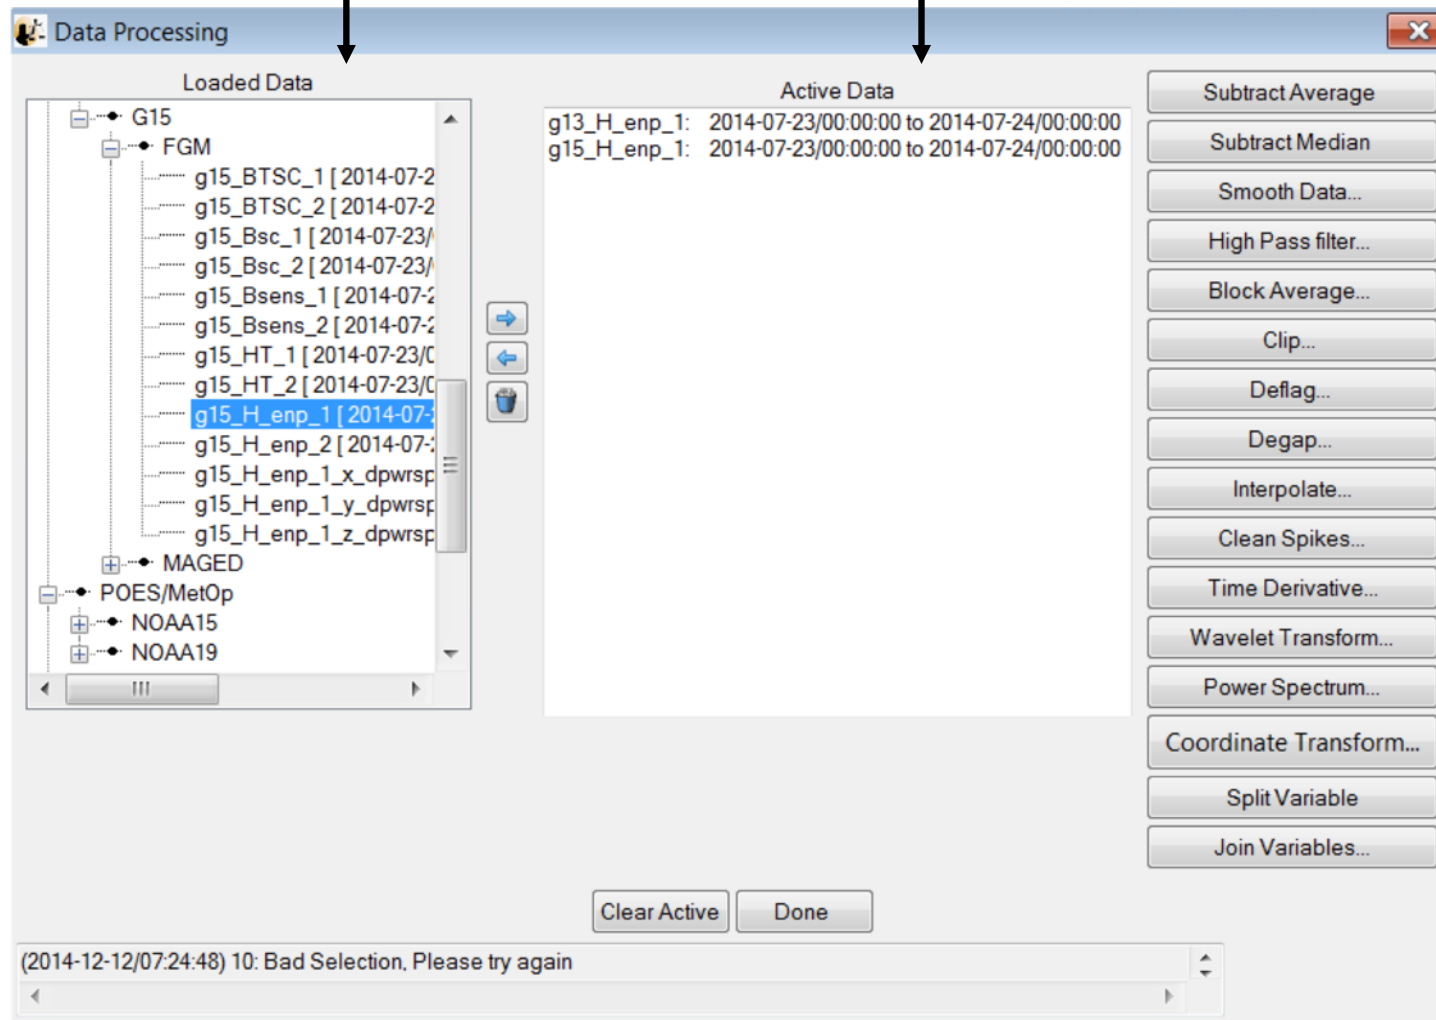 Data Processing
Loaded Data
G15
FGM
g15_BTSC_1 [ 2014-07-2
g15_BTSC_2 [ 2014-07-2
g15_Bsc_1 [ 2014-07-23/
g15_Bsc_2 [ 2014-07-23/
g15_Bsens_1 [ 2014-07-2
g15_Bsens_2 [ 2014-07-2
g15_HT_1 [ 2014-07-23/0
g15_HT_2 [ 2014-07-23/0
g15_H_enp_1 [ 2014-07-2
g15_H_enp_2 [ 2014-07-2
g15_H_enp_1_x_dpwrsp
g15_H_enp_1_y_dpwrsp
g15_H_enp_1_z_dpwrsp
MAGED
POES/MetOp
NOAA15
NOAA19
Active Data
g13_H_enp_1: 2014-07-23/00:00:00 to 2014-07-24/00:00:00
g15_H_enp_1: 2014-07-23/00:00:00 to 2014-07-24/00:00:00
Subtract Average
Subtract Median
Smooth Data...
High Pass filter...
Block Average...
Clip...
Deflag...
Degap...
Interpolate...
Clean Spikes...
Time Derivative...
Wavelet Transform...
Power Spectrum...
Coordinate Transform...
Split Variable
Join Variables...
Clear Active
Done
(2014-12-12/07:24:48) 10: Bad Selection, Please try again